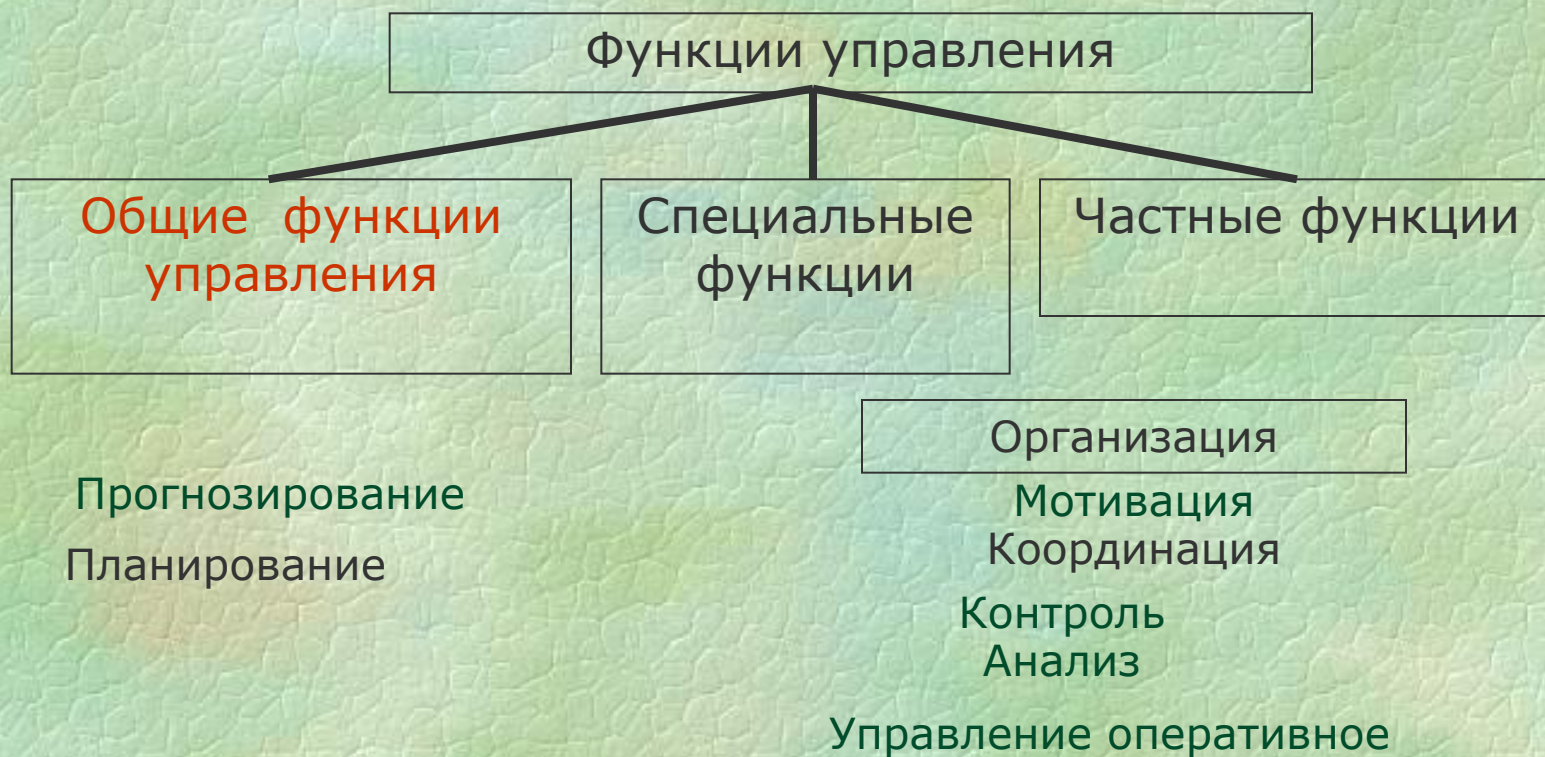 Функции управления
Общие функции
управления
Специальные
функции
Частные функции
Прогнозирование
Планирование
Организация
Мотивация
Координация
Контроль
Анализ
Управление оперативное